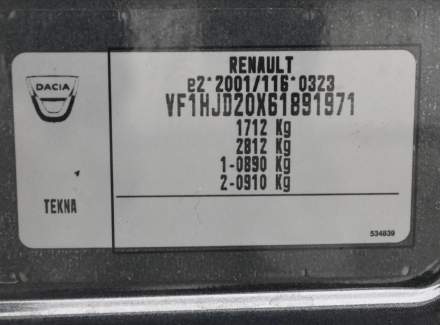 DACIA
RENAULT
e2*2001/116*0323
VF1HJD20X61891971
1712 Kg
2812 Kg
1-0890 Kg
2-0910 Kg
TEKNA
534839